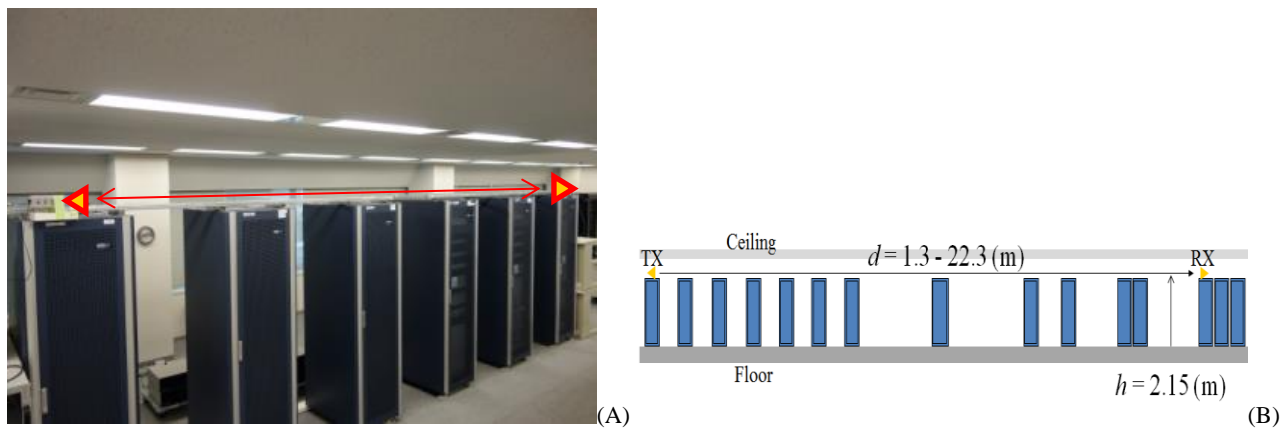 Ceiling
TX
RX
d = 1.3 - 22.3 (m)
Floor
h = 2.15 (m)
(A)
(B)